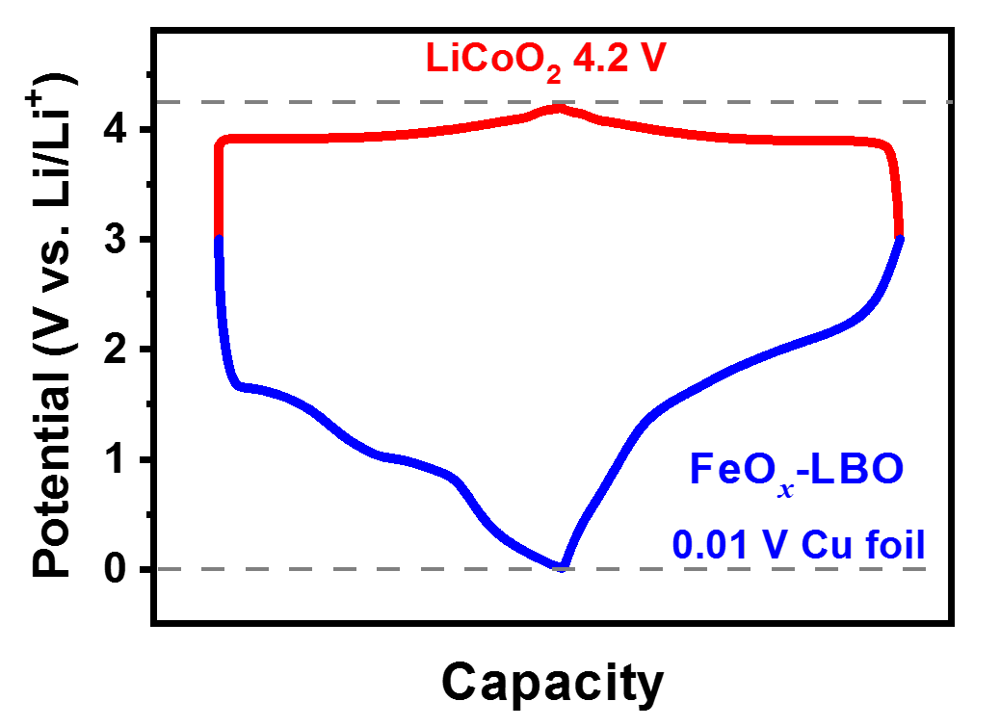 LiCoO₂ 4.2 V
Potential (V vs. Li/Li⁺)
4
3
2
1
0
FeOₓ-LBO
0.01 V Cu foil
Capacity